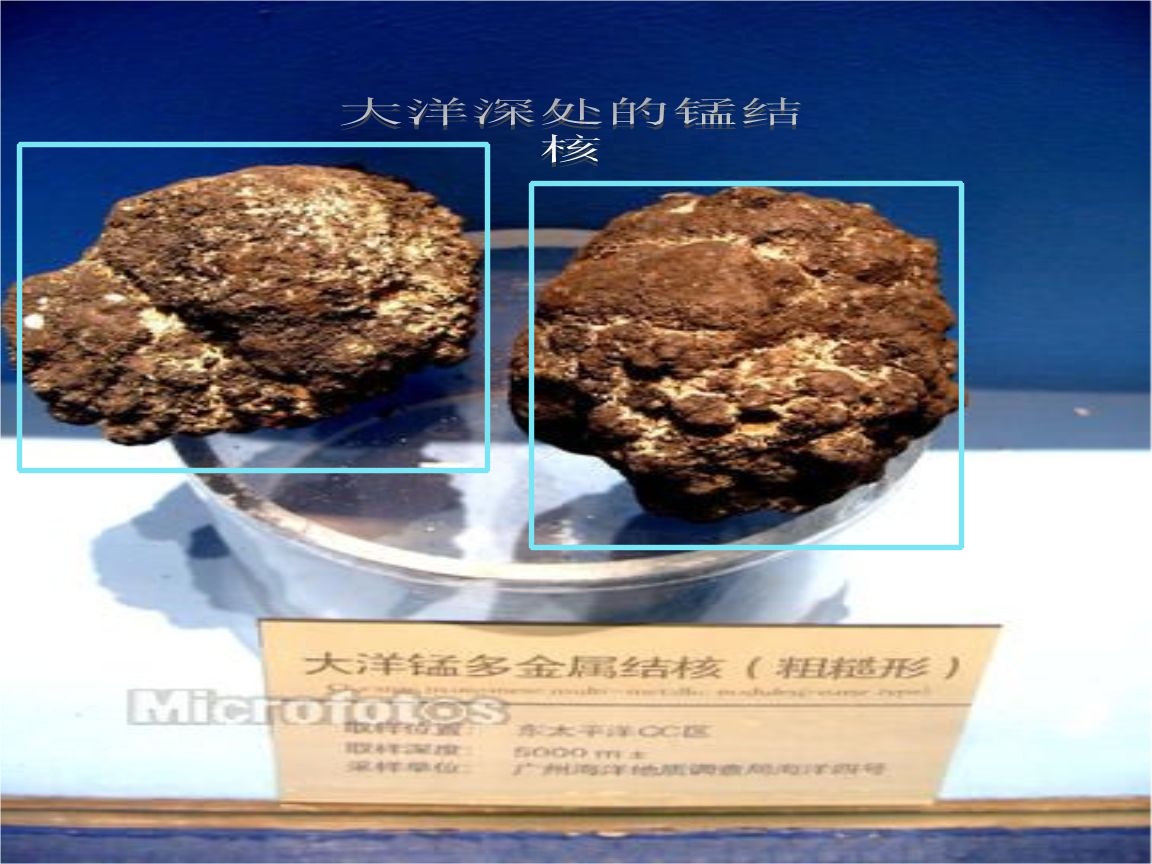 大洋深处的锰结
核
大洋锰多金属结核（粗糙形）
Microfotos
取样位置： 东太平洋CC区
取样深度： 5000m±
采样单位： 广州海洋地质调查局海洋四号